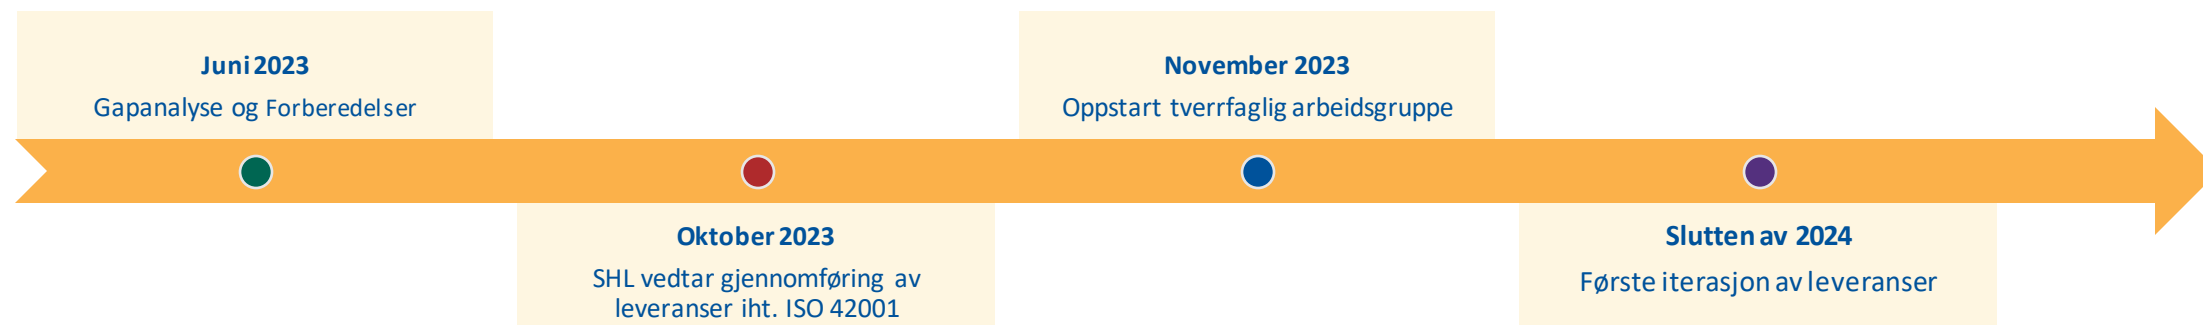 Juni 2023
Gapanalyse og Forberedelser
Oktober 2023
SHL vedtar gjennomføring av
leveranser iht. ISO 42001
November 2023
Oppstart tverrfaglig arbeidsgruppe
Slutten av 2024
Første iterasjon av leveranser